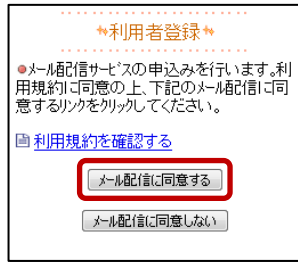 利用者登録
●ﾒｰﾙ配信ｻｰﾋﾞｽの申込みを行います。利
用規約に同意の上、下記のﾒｰﾙ配信に同
意するﾘﾝｸをｸﾘｯｸしてください。
利用規約を確認する
ﾒｰﾙ配信に同意する
ﾒｰﾙ配信に同意しない